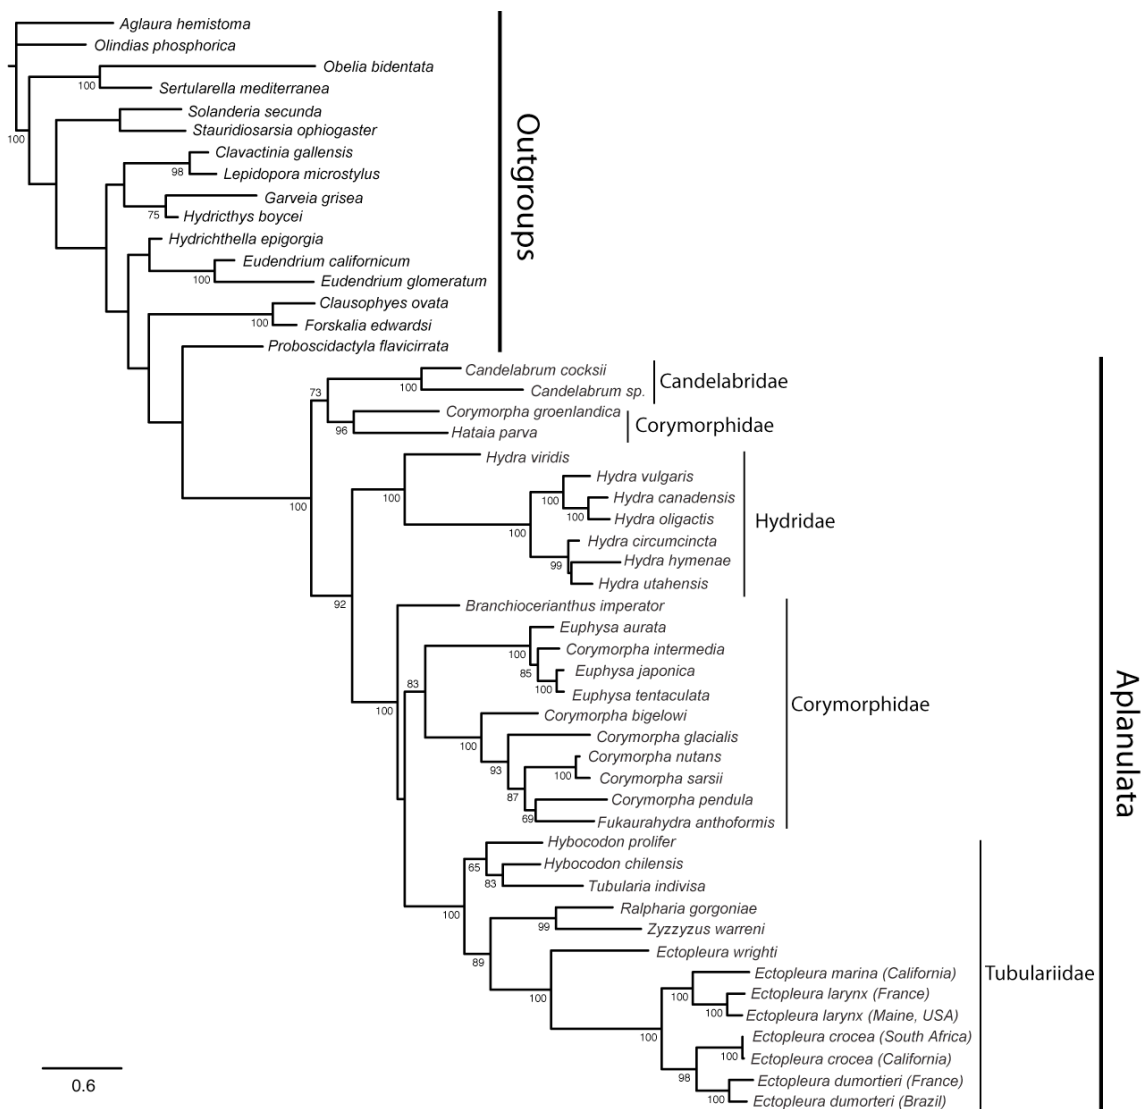 Aglaura hemistoma
Olindias phosphorica
Obelia bidentata
100
Sertularella mediterranea
Solanderia secunda
Stauridiosarsia ophiogaster
100
Clavactinia gallensis
98
Lepidopora microstylus
Garveia grisea
75
Hydricthys boycei
Hydrichthella epigorgia
Eudendrium californicum
100
Eudendrium glomeratum
Clausophyes ovata
100
Forskalia edwardsi
Proboscidactyla flavicirrata
Outgroups
Candelabrum cocksii
100
Candelabrum sp.
Candelabridae
73
Corymorpha groenlandica
96
Hataia parva
Corymorphidae
100
Hydra viridis
100
Hydra vulgaris
100
Hydra canadensis
100
Hydra oligactis
100
Hydra circumcincta
99
Hydra hymenae
Hydra utahensis
Hydridae
92
Branchiocerianthus imperator
Euphysa aurata
100
Corymorpha intermedia
85
Euphysa japonica
100
Euphysa tentaculata
83
100
Corymorpha bigelowi
100
Corymorpha glacialis
93
Corymorpha nutans
100
Corymorpha sarsii
87
Corymorpha pendula
69
Fukaurahydra anthoformis
Corymorphidae
Hybocodon prolifer
65
Hybocodon chilensis
83
Tubularia indivisa
100
Ralpharia gorgoniae
99
Zyzzyzus warreni
89
Ectopleura wrighti
100
Ectopleura marina (California)
100
Ectopleura larynx (France)
100
Ectopleura larynx (Maine, USA)
100
Ectopleura crocea (South Africa)
100
Ectopleura crocea (California)
98
Ectopleura dumortieri (France)
100
Ectopleura dumorteri (Brazil)
Tubulariidae
Aplanulata
0.6